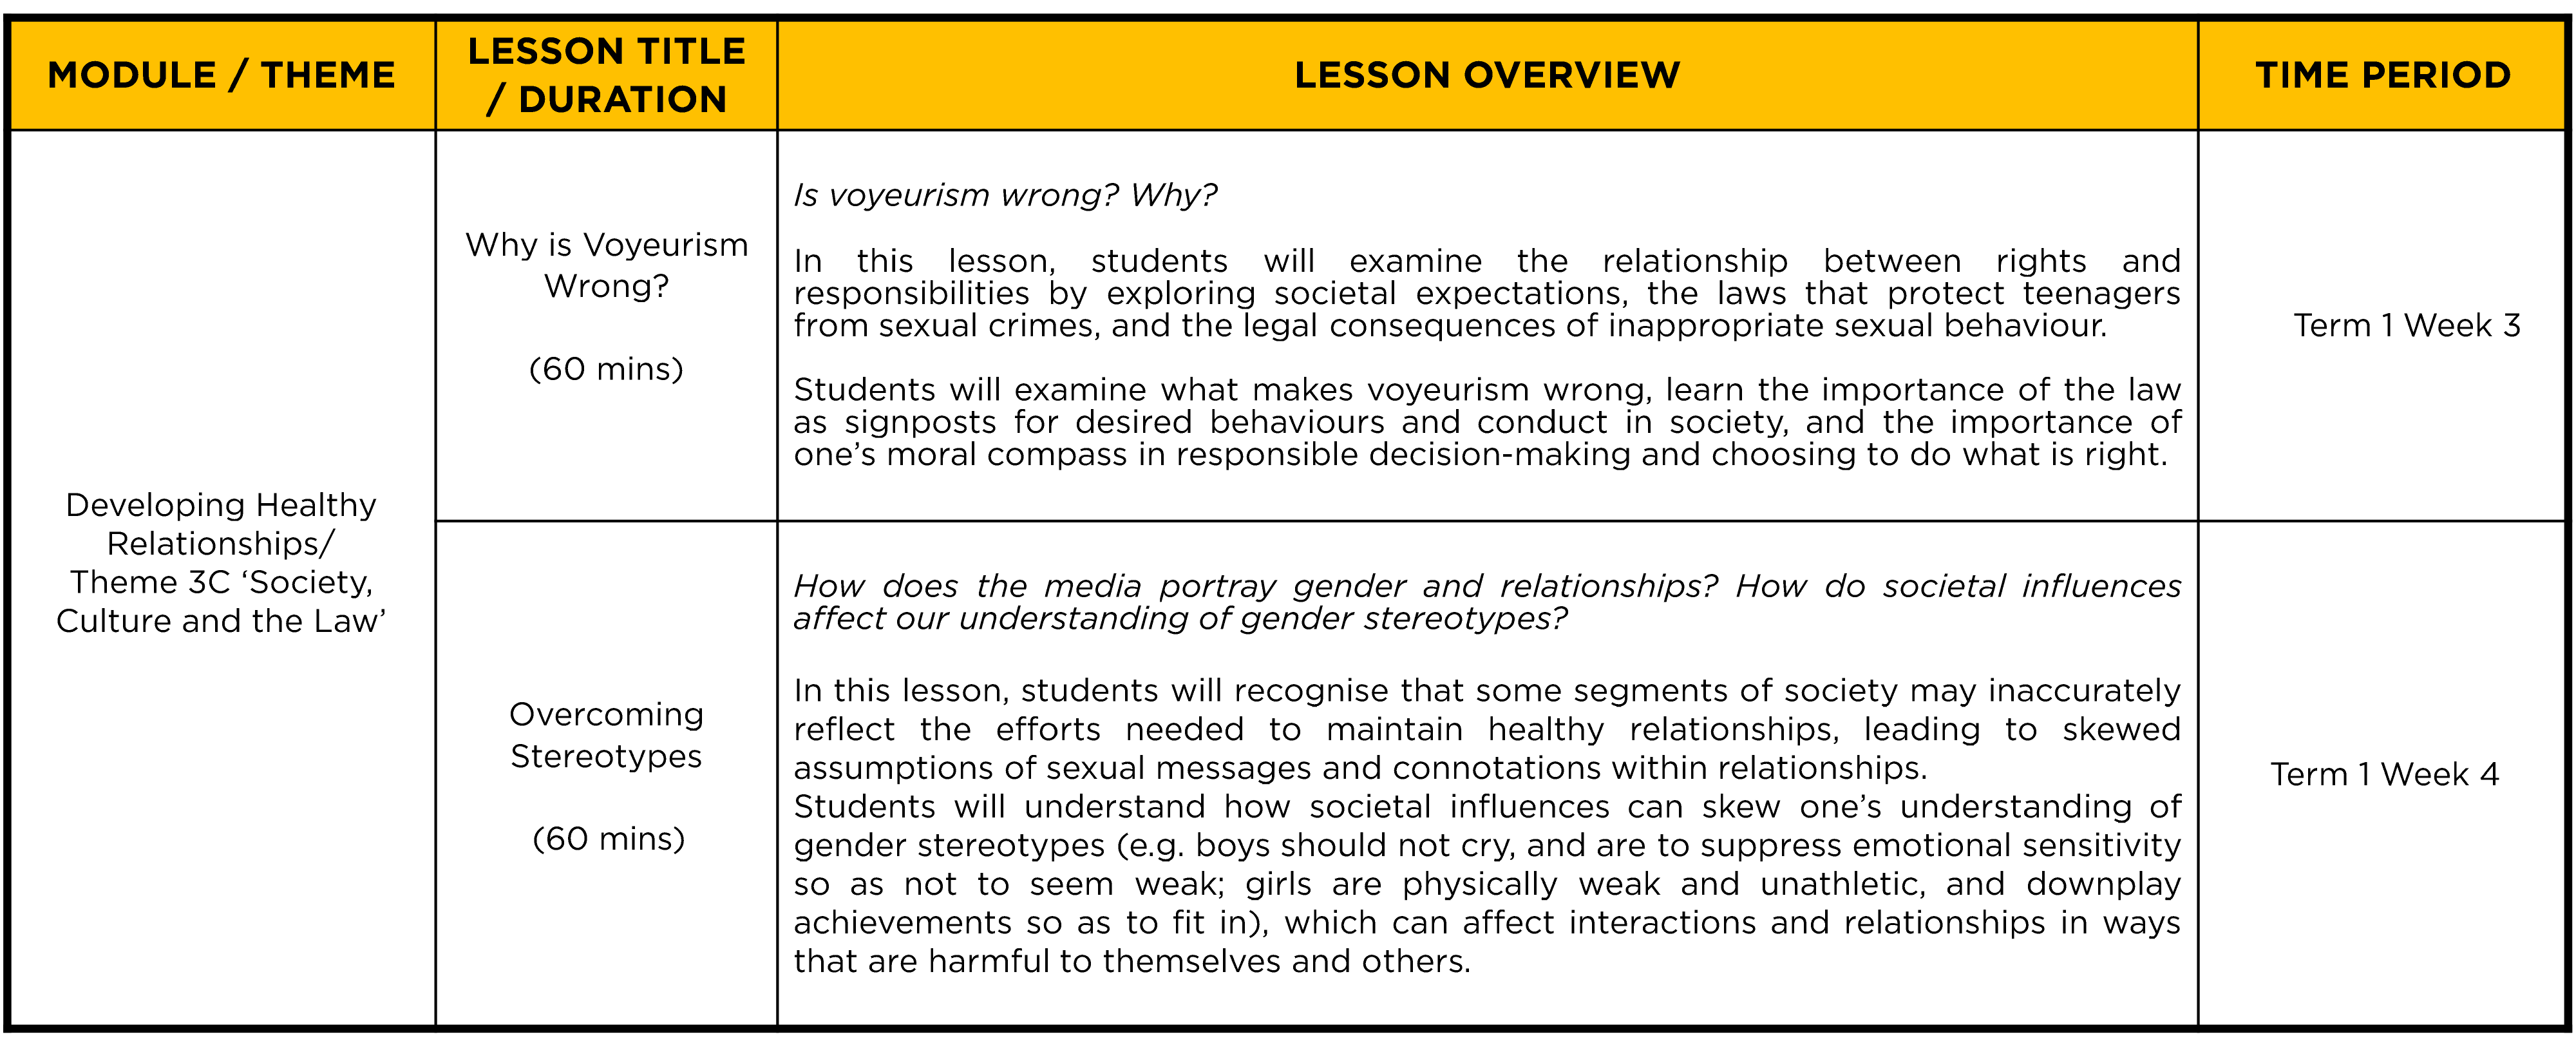 MODULE / THEME
LESSON TITLE
/ DURATION
LESSON OVERVIEW
TIME PERIOD
Developing Healthy
Relationships/
Theme 3C ‘Society,
Culture and the Law’
Why is Voyeurism
Wrong?
(60 mins)
Is voyeurism wrong? Why?
In this lesson, students will examine the relationship between rights and
responsibilities by exploring societal expectations, the laws that protect teenagers
from sexual crimes, and the legal consequences of inappropriate sexual behaviour.
Students will examine what makes voyeurism wrong, learn the importance of the law
as signposts for desired behaviours and conduct in society, and the importance of
one’s moral compass in responsible decision-making and choosing to do what is right.
Term 1 Week 3
Overcoming
Stereotypes
(60 mins)
How does the media portray gender and relationships? How do societal influences
affect our understanding of gender stereotypes?
In this lesson, students will recognise that some segments of society may inaccurately
reflect the efforts needed to maintain healthy relationships, leading to skewed
assumptions of sexual messages and connotations within relationships.
Students will understand how societal influences can skew one’s understanding of
gender stereotypes (e.g. boys should not cry, and are to suppress emotional sensitivity
so as not to seem weak; girls are physically weak and unathletic, and downplay
achievements so as to fit in), which can affect interactions and relationships in ways
that are harmful to themselves and others.
Term 1 Week 4